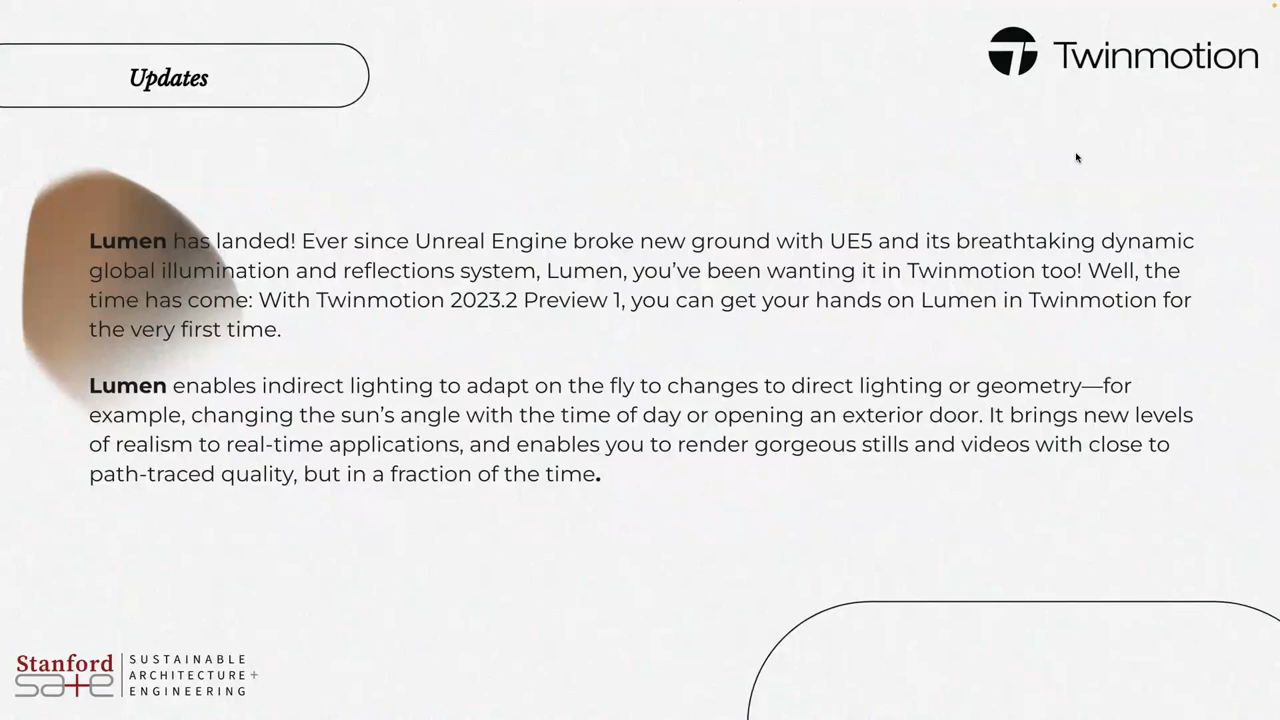 Updates
Twinmotion
Lumen has landed! Ever since Unreal Engine broke new ground with UE5 and its breathtaking dynamic
global illumination and reflections system, Lumen, you’ve been wanting it in Twinmotion too! Well, the
time has come: With Twinmotion 2023.2 Preview 1, you can get your hands on Lumen in Twinmotion for
the very first time.
Lumen enables indirect lighting to adapt on the fly to changes to direct lighting or geometry—for
example, changing the sun’s angle with the time of day or opening an exterior door. It brings new levels
of realism to real-time applications, and enables you to render gorgeous stills and videos with close to
path-traced quality, but in a fraction of the time.
Stanford
sa+e
SUSTAINABLE
ARCHITECTURE+
ENGINEERING